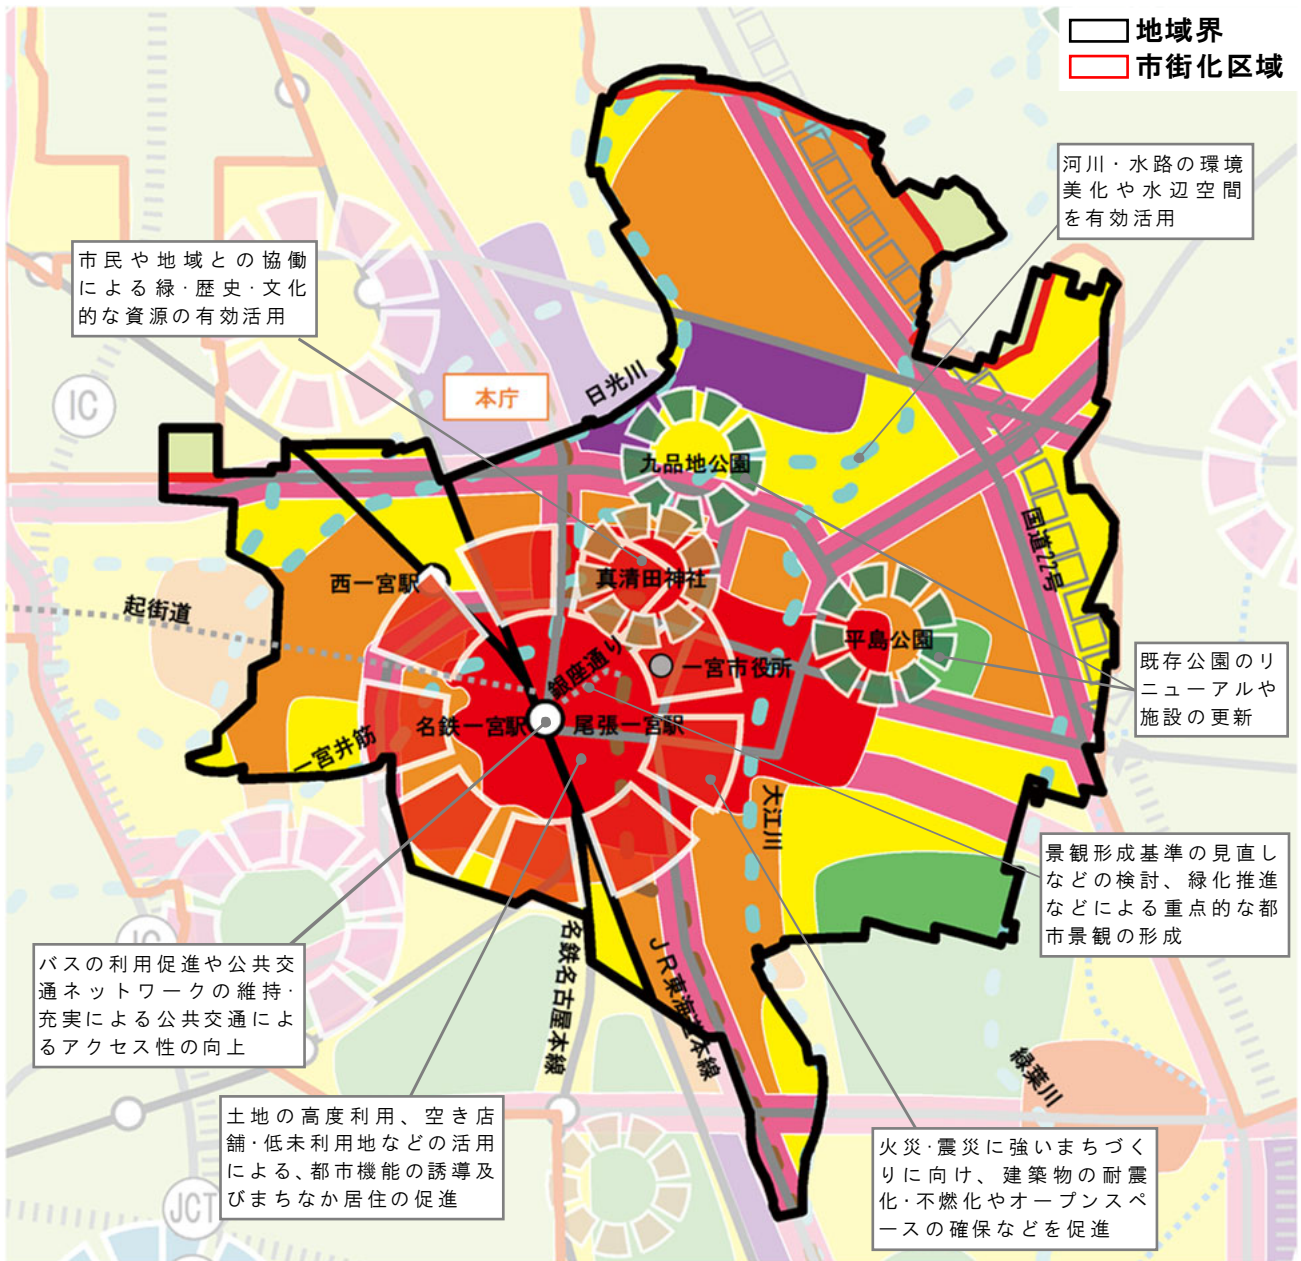 地域界
市街化区域
河川・水路の環境
美化や水辺空間
を有効活用
市民や地域との協働
による緑・歴史・文化
的な資源の有効活用
IC
本庁
日光川
九品地公園
国道22号
西一宮駅
真清田神社
起街道
平島公園
銀座通り
一宮市役所
既存公園のリ
ニューアルや
施設の更新
名鉄一宮駅
尾張一宮駅
一宮井筋
大江川
景観形成基準の見直し
などの検討、緑化推進
などによる重点的な都
市景観の形成
IC
バスの利用促進や公共交
通ネットワークの維持・
充実による公共交通によ
るアクセス性の向上
名鉄名古屋本線
JR東海道本線
緑葉川
土地の高度利用、空き店
舗・低未利用地などの活用
による、都市機能の誘導及
びまちなか居住の促進
火災・震災に強いまちづく
りに向け、建築物の耐震
化・不燃化やオープンスペ
ースの確保などを促進
JCT